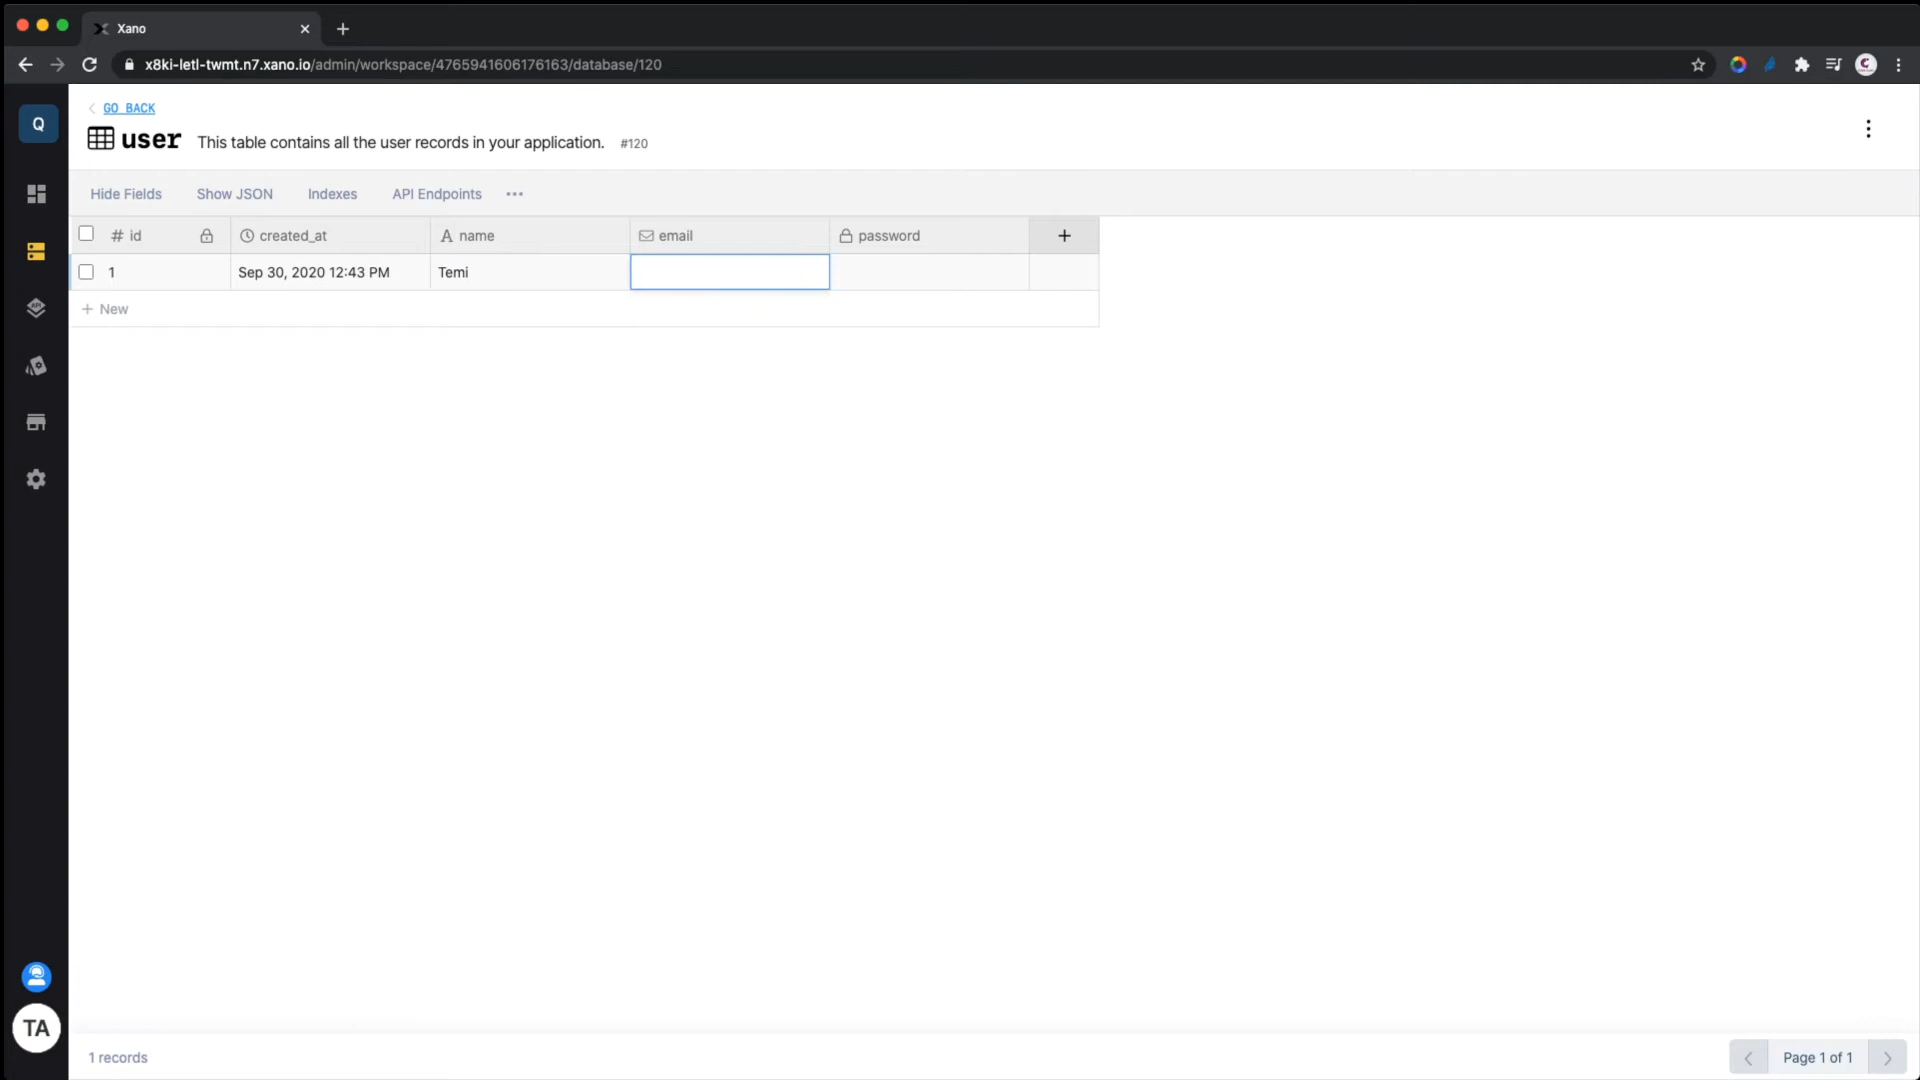 Xano
x8ki-letl-twmt.n7.xano.io/admin/workspace/4765941606176163/database/120
Q
GO BACK
user This table contains all the user records in your application. #120
Hide Fields Show JSON Indexes API Endpoints
# id created_at A name email password
1 Sep 30, 2020 12:43 PM Temi
+ New
API
TA
1 records
Page 1 of 1